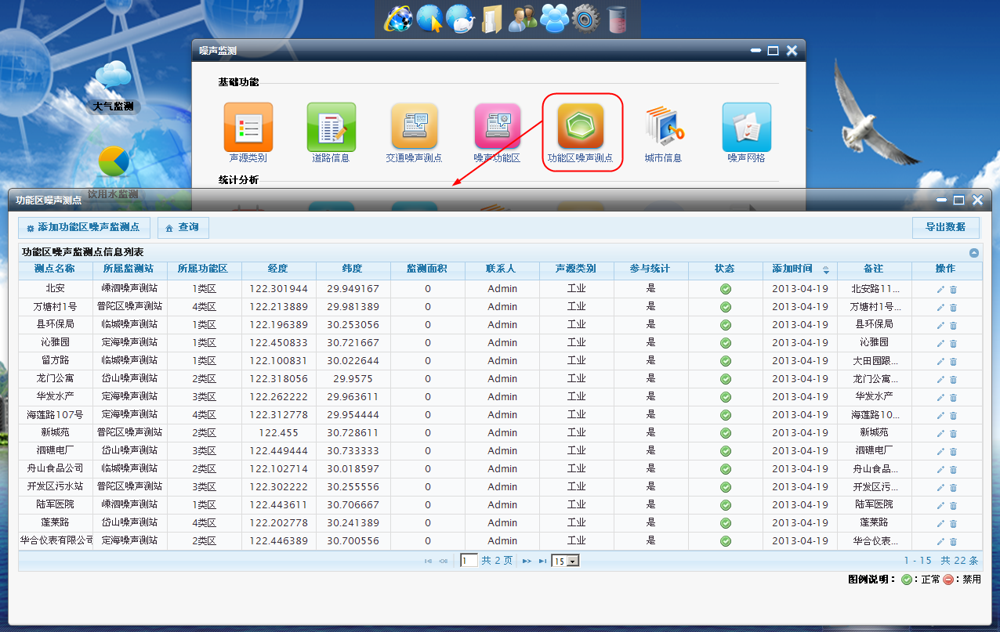 噪声监测
基础功能
大气监测
声源类别 道路信息 交通噪声测点 噪声功能区 功能区噪声测点 城市信息 噪声网格
统计分析
饮用水监测
功能区噪声测点
添加功能区噪声监测点 查询 导出数据
功能区噪声监测点信息列表
测点名称 所属监测站 所属功能区 经度 纬度 监测面积 联系人 声源类别 参与统计 状态 添加时间 备注 操作
北安 嵊泗噪声测站 1类区 122.301944 29.949167 0 Admin 工业 是 2013-04-19 北安路11...
万塘村1号 普陀区噪声测站 4类区 122.213889 29.981389 0 Admin 工业 是 2013-04-19 万塘村1号...
县环保局 临城噪声测站 1类区 122.196389 30.253056 0 Admin 工业 是 2013-04-19 县环保局
沁雅园 定海噪声测站 1类区 122.450833 30.721667 0 Admin 工业 是 2013-04-19 沁雅园
留方路 临城噪声测站 1类区 122.100831 30.022644 0 Admin 工业 是 2013-04-19 大田园跟...
龙门公寓 岱山噪声测站 2类区 122.318056 29.9575 0 Admin 工业 是 2013-04-19 龙门公寓...
华发水产 定海噪声测站 3类区 122.262222 29.963611 0 Admin 工业 是 2013-04-19 华发水产
海莲路107号 定海噪声测站 4类区 122.312778 29.954444 0 Admin 工业 是 2013-04-19 海莲路10...
新城苑 普陀区噪声测站 2类区 122.455 30.728611 0 Admin 工业 是 2013-04-19 新城苑
泗礁电厂 岱山噪声测站 3类区 122.449444 30.733333 0 Admin 工业 是 2013-04-19 泗礁电厂
舟山食品公司 临城噪声测站 2类区 122.102714 30.018597 0 Admin 工业 是 2013-04-19 舟山食品...
开发区污水站 普陀区噪声测站 3类区 122.302222 30.255556 0 Admin 工业 是 2013-04-19 开发区污...
陆军医院 嵊泗噪声测站 1类区 122.443611 30.706667 0 Admin 工业 是 2013-04-19 陆军医院
蓬莱路 岱山噪声测站 4类区 122.202778 30.241389 0 Admin 工业 是 2013-04-19 蓬莱路
华合仪表有限公司 定海噪声测站 2类区 122.446389 30.700556 0 Admin 工业 是 2013-04-19 华合仪表...
1 共 2 页 15 1 - 15 共 22 条
图例说明： ：正常 ：禁用